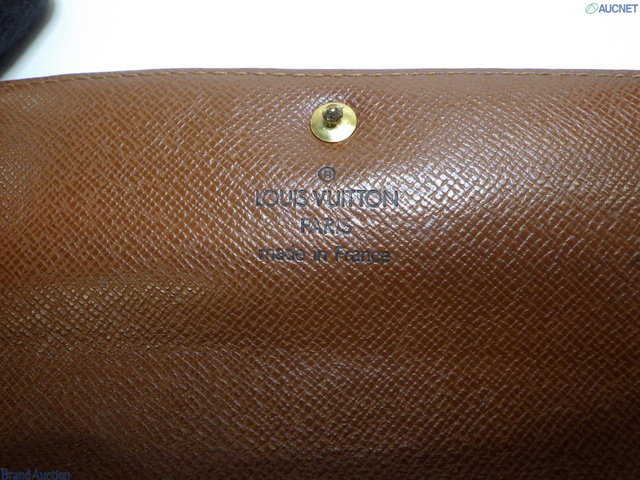 AUCNET
®
LOUIS VUITTON
PARIS
made in France
Brand Auction